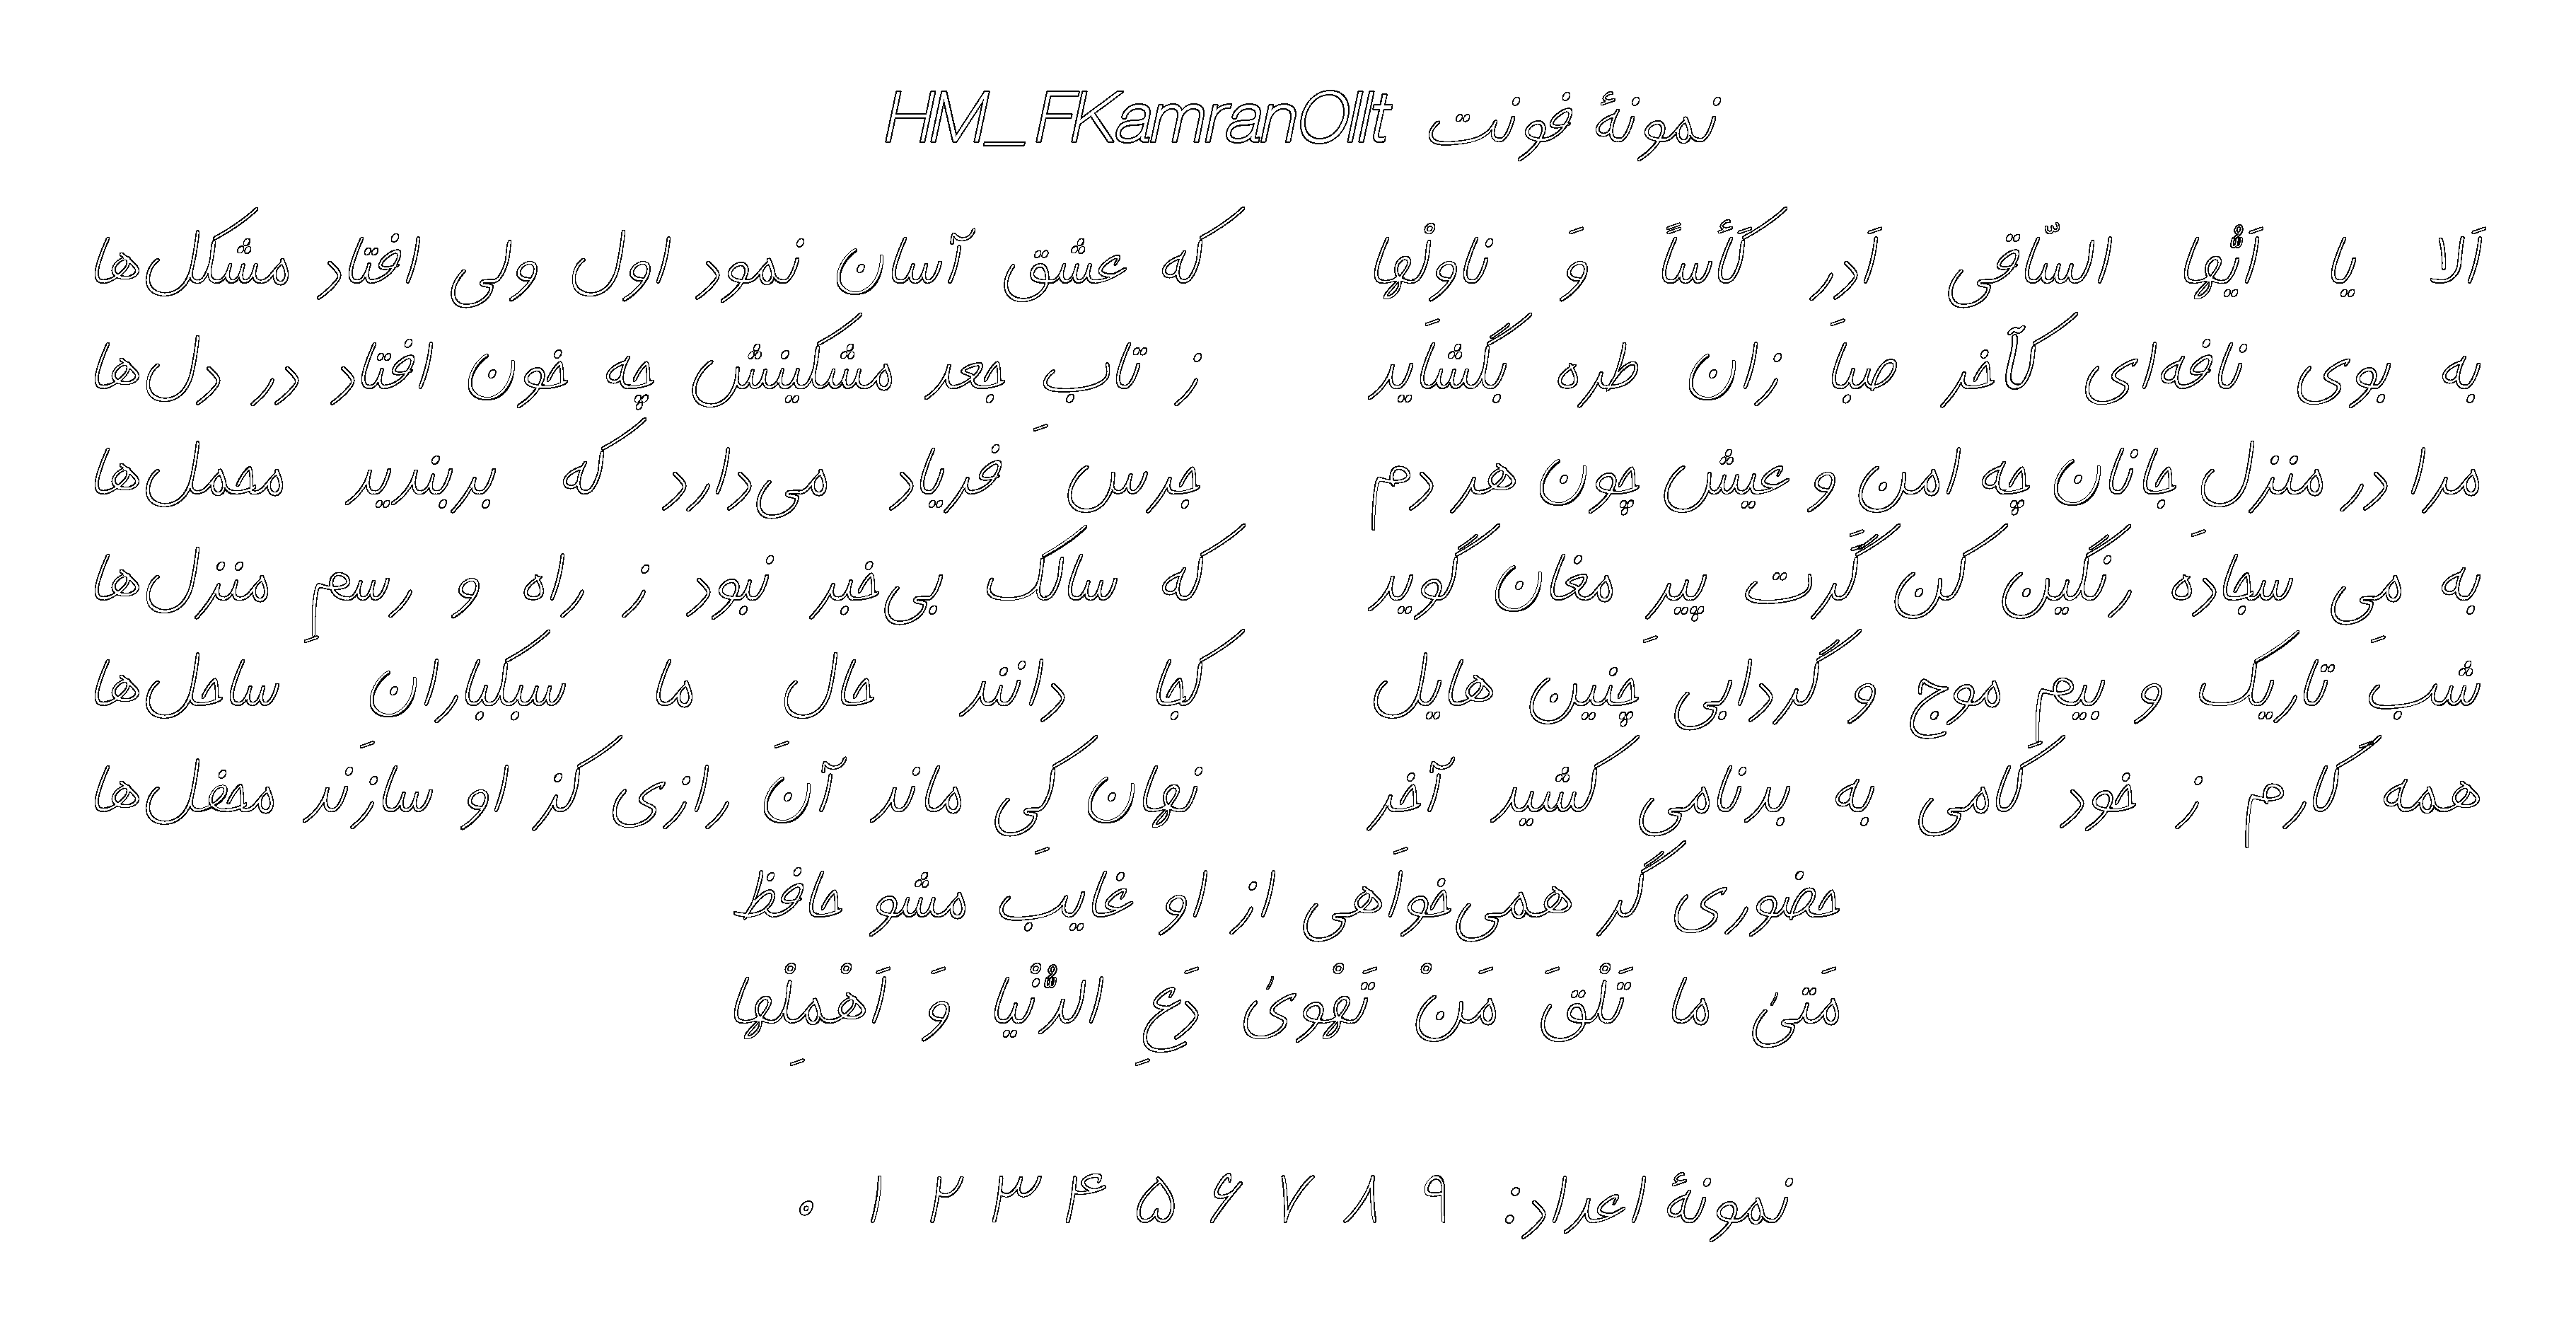 نمونهٔ فونت HM_FKamranOllt
اَلا یا اَیُّها السّاقی اَدِر کَأساً وَ ناوِلْها که عشق آسان نمود اول ولی افتاد مشکل‌ها
به بوی نافه‌ای کآخر صبا زان طره بگشاید ز تابِ جعد مشکینش چه خون افتاد در دل‌ها
مرا در منزل جانان چه امن و عیش چون هر دم جرس فریاد می‌دارد که بربندید محمل‌ها
به مَی سجاده رنگین کن گَرت پیرِ مغان گوید که سالک بی‌خبر نبود ز راه و رسمِ منزل‌ها
شب تاریک و بیمِ موج و گردابی چنین هایل کجا دانند حال ما سبکباران ساحل‌ها
همه کارم ز خود کامی به بدنامی کشید آخر نهان کِی ماند آن رازی کز او سازند محفل‌ها
حضوری گر همی‌خواهی از او غایب مشو حافظ
مَتیٰ ما تَلْقَ مَنْ تَهْویٰ دَعِ الدُّنْیا وَ اَهْمِلْها
نمونهٔ اعداد: ۹ ۸ ۷ ۶ ۵ ۴ ۳ ۲ ۱ ۰